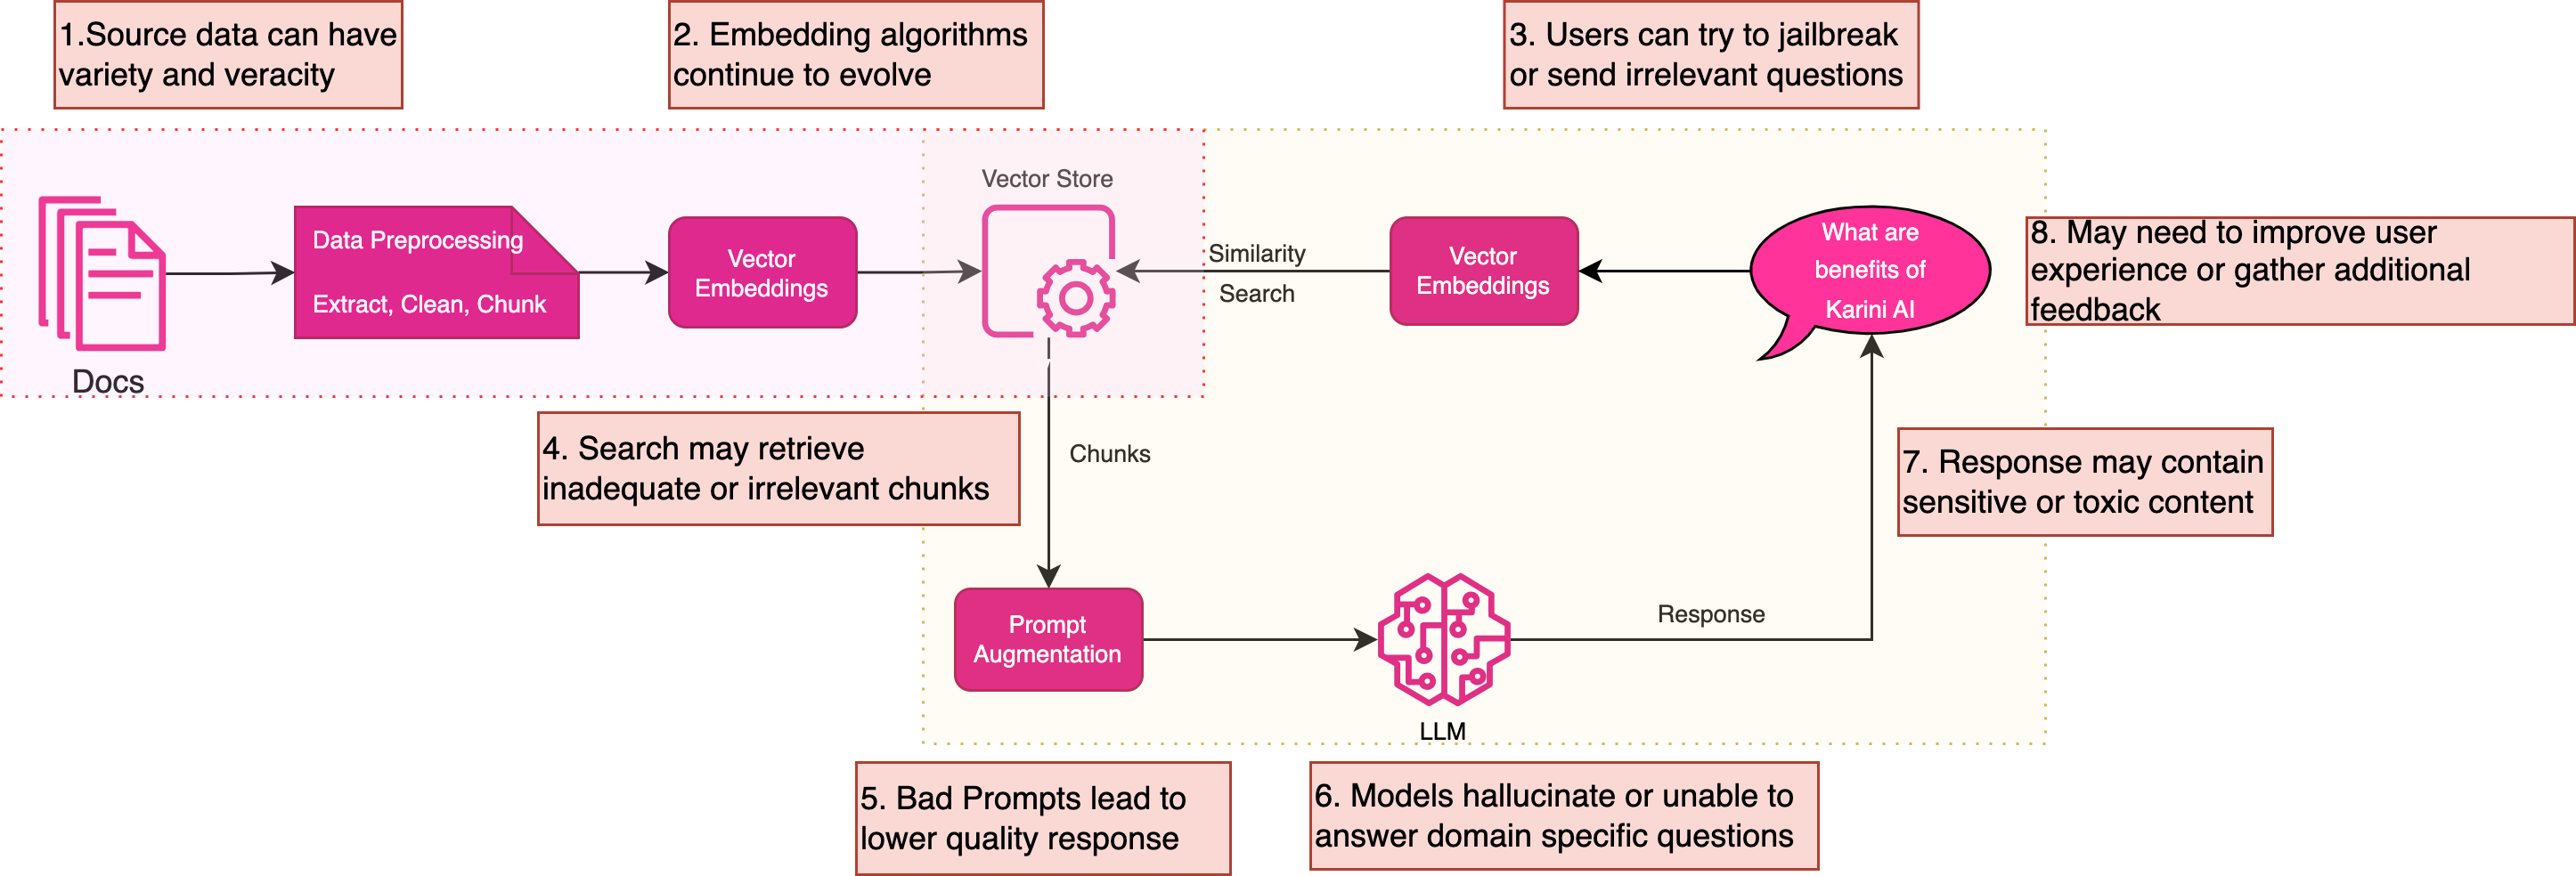 1.Source data can have
variety and veracity
2. Embedding algorithms
continue to evolve
3. Users can try to jailbreak
or send irrelevant questions
Vector Store
Docs
Data Preprocessing
Extract, Clean, Chunk
Vector
Embeddings
Similarity
Search
Vector
Embeddings
What are
benefits of
Karini AI
8. May need to improve user
experience or gather additional
feedback
4. Search may retrieve
inadequate or irrelevant chunks
Chunks
7. Response may contain
sensitive or toxic content
Prompt
Augmentation
LLM
Response
5. Bad Prompts lead to
lower quality response
6. Models hallucinate or unable to
answer domain specific questions